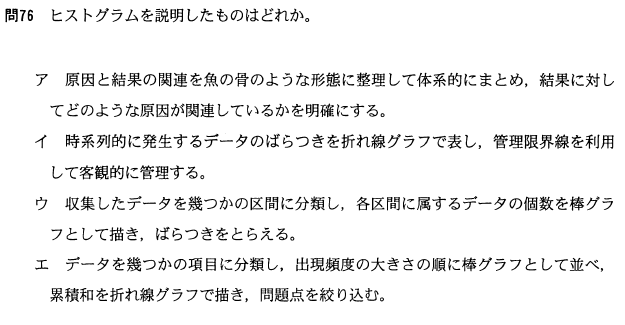 問76 ヒストグラムを説明したものはどれか。
ア 原因と結果の関連を魚の骨のような形態に整理して体系的にまとめ，結果に対し
てどのような原因が関連しているかを明確にする。
イ 時系列的に発生するデータのばらつきを折れ線グラフで表し，管理限界線を利用
して客観的に管理する。
ウ 収集したデータを幾つかの区間に分類し，各区間に属するデータの個数を棒グラ
フとして描き，ばらつきをとらえる。
エ データを幾つかの項目に分類し，出現頻度の大きさの順に棒グラフとして並べ，
累積和を折れ線グラフで描き，問題点を絞り込む。